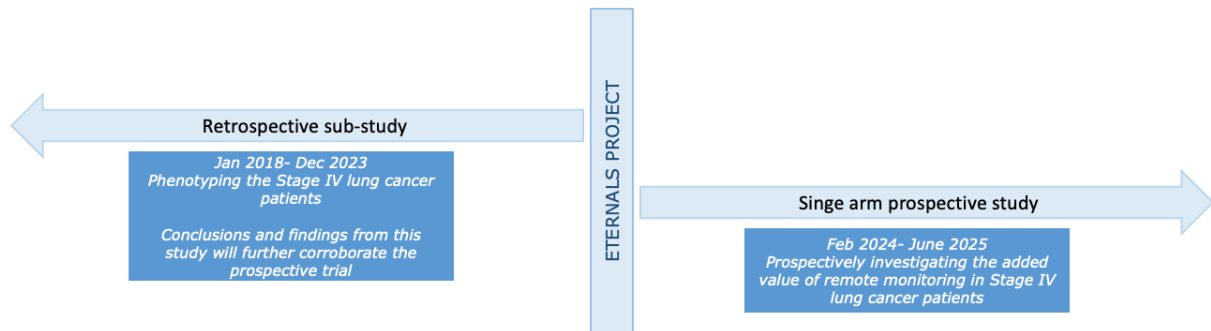 Retrospective sub-study
Jan 2018- Dec 2023
Phenotyping the Stage IV lung cancer
patients
Conclusions and findings from this
study will further corroborate the
prospective trial
ETERNALS PROJECT
Singe arm prospective study
Feb 2024- June 2025
Prospectively investigating the added
value of remote monitoring in Stage IV
lung cancer patients